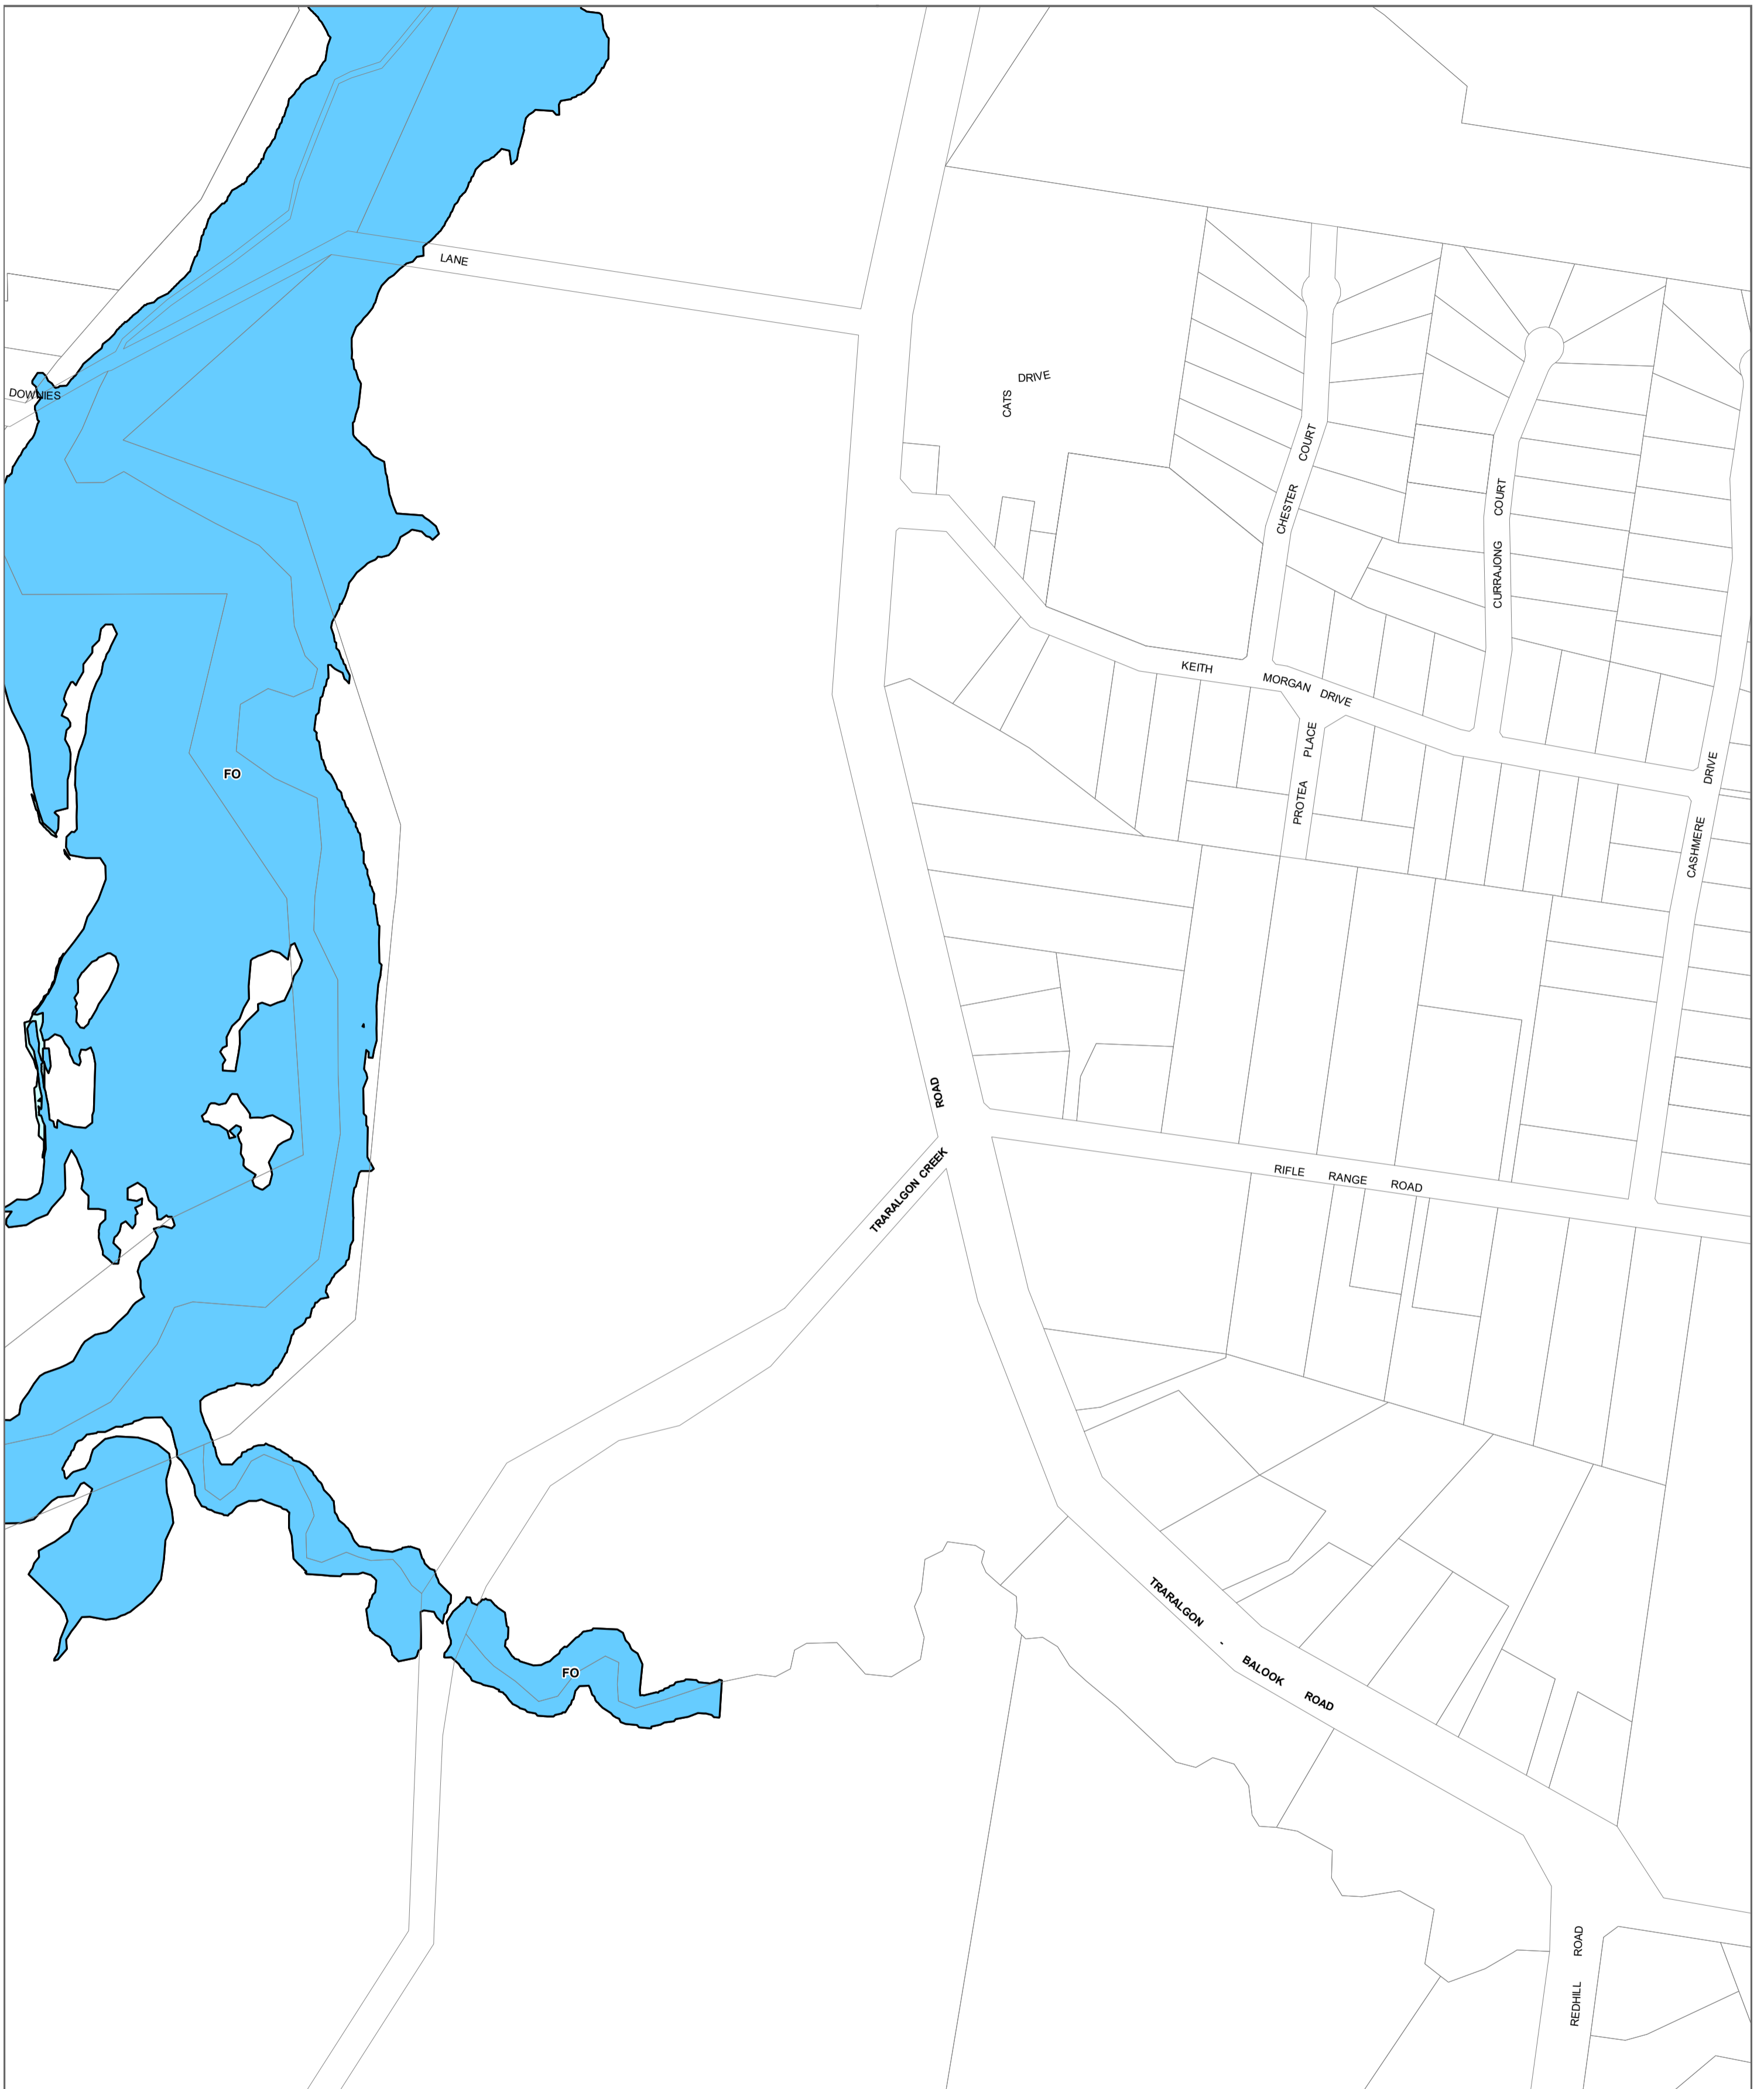 LANE
DOWNIES
DRIVE
CATS
COURT
CHESTER
COURT
CURRAJONG
KEITH
MORGAN DRIVE
PLACE
PROTEA
DRIVE
CASHMERE
FO
ROAD
TRARALGON CREEK
RIFLE RANGE ROAD
TRARALGON - BALOOK ROAD
FO
ROAD
REDHILL